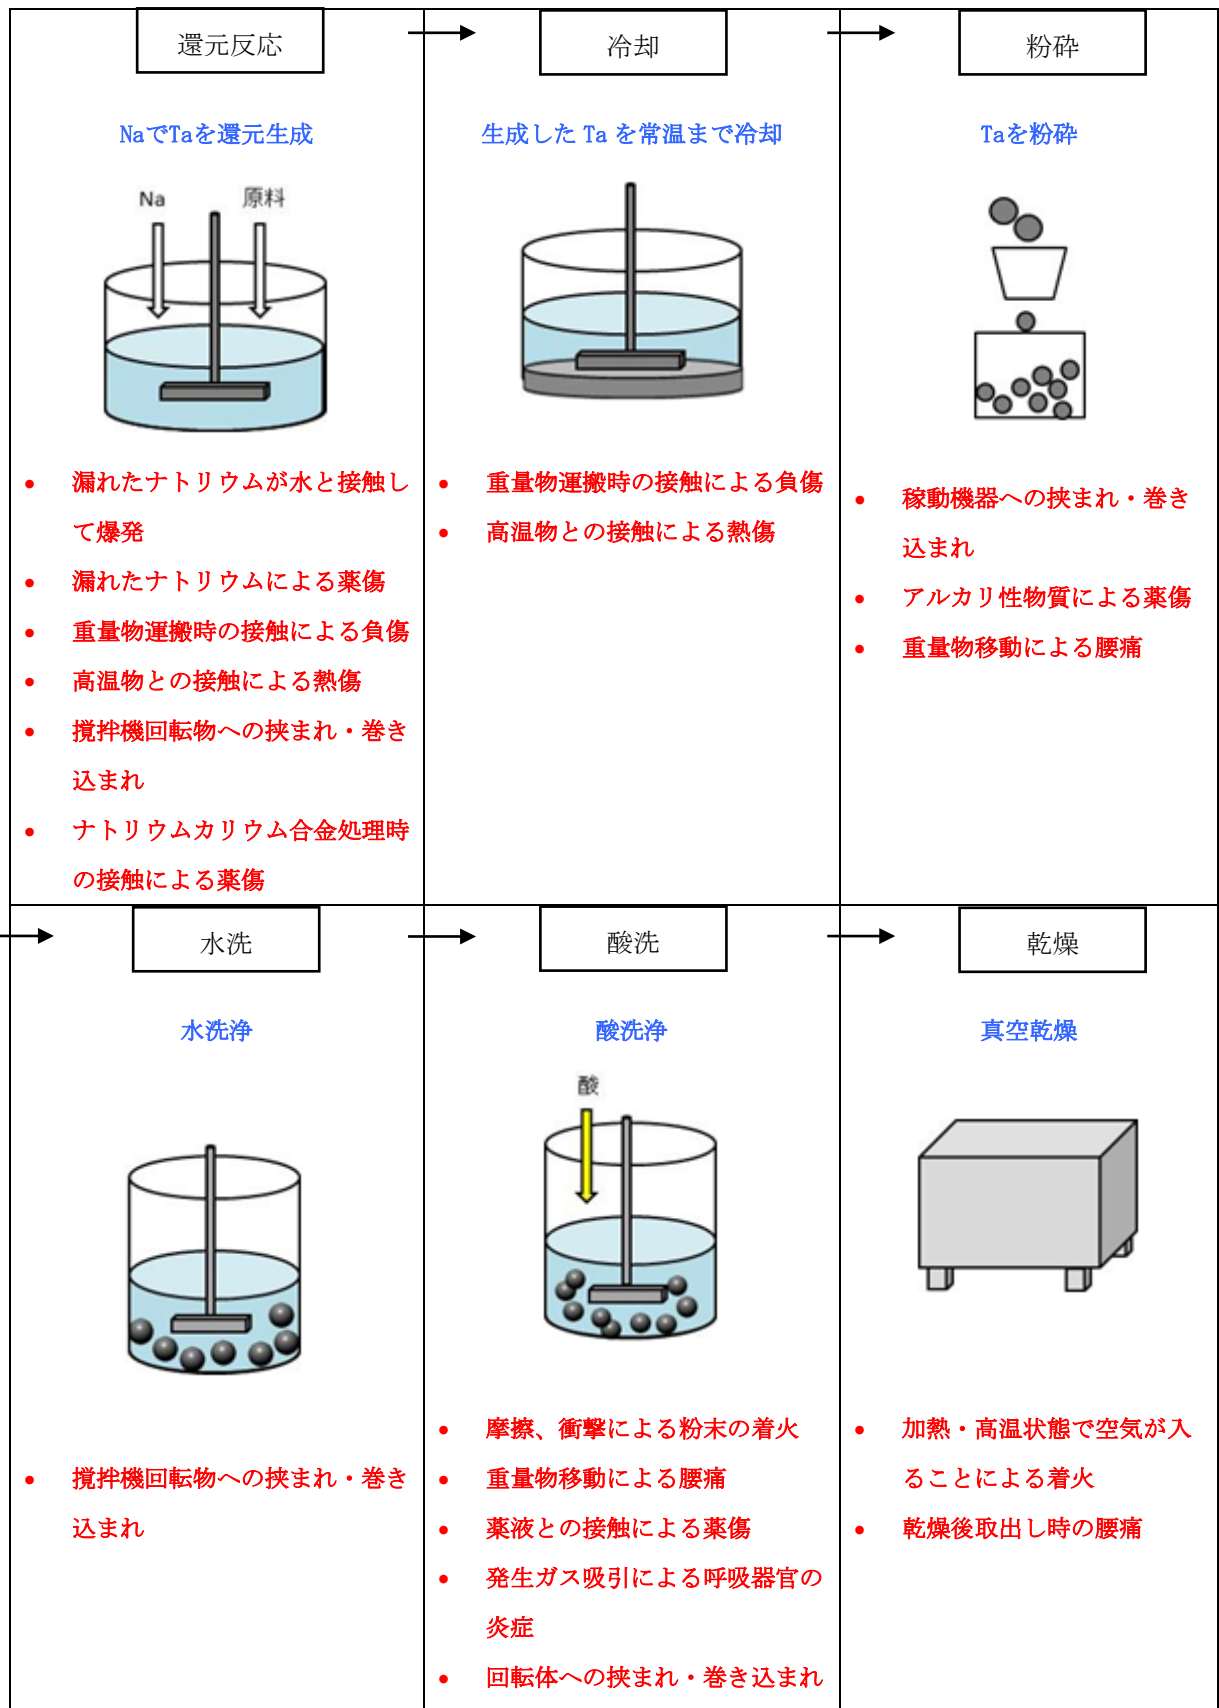 還元反応
NaでTaを還元生成
Na
原料
• 漏れたナトリウムが水と接触し
て爆発
• 漏れたナトリウムによる薬傷
• 重量物運搬時の接触による負傷
• 高温物との接触による熱傷
• 撹拌機回転物への挟まれ・巻き
込まれ
• ナトリウムカリウム合金処理時
の接触による薬傷
冷却
生成した Ta を常温まで冷却
• 重量物運搬時の接触による負傷
• 高温物との接触による熱傷
粉砕
Taを粉砕
• 稼動機器への挟まれ・巻き
込まれ
• アルカリ性物質による薬傷
• 重量物移動による腰痛
水洗
水洗浄
• 撹拌機回転物への挟まれ・巻き
込まれ
酸洗
酸洗浄
酸
• 摩擦、衝撃による粉末の着火
• 重量物移動による腰痛
• 薬液との接触による薬傷
• 発生ガス吸引による呼吸器官の
炎症
• 回転体への挟まれ・巻き込まれ
乾燥
真空乾燥
• 加熱・高温状態で空気が入
ることによる着火
• 乾燥後取出し時の腰痛